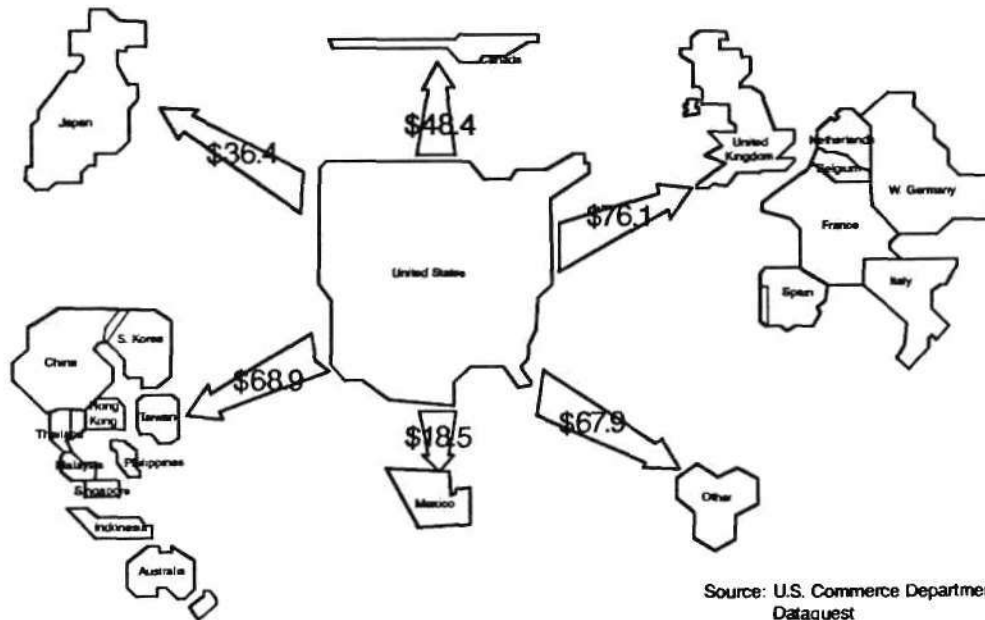 Canada
$48.4
Japan
$36.4
United
Kingdom
Netherlands
Belgium
W. Germany
$76.1
France
United States
Spain
Italy
S. Korea
China
$68.9
Hong
Kong
Taiwan
Thailand
Malaysia
Philippines
Singapore
Indonesia
Australia
$18.5
Mexico
$67.9
Other
Source: U.S. Commerce Departme
Dataquest